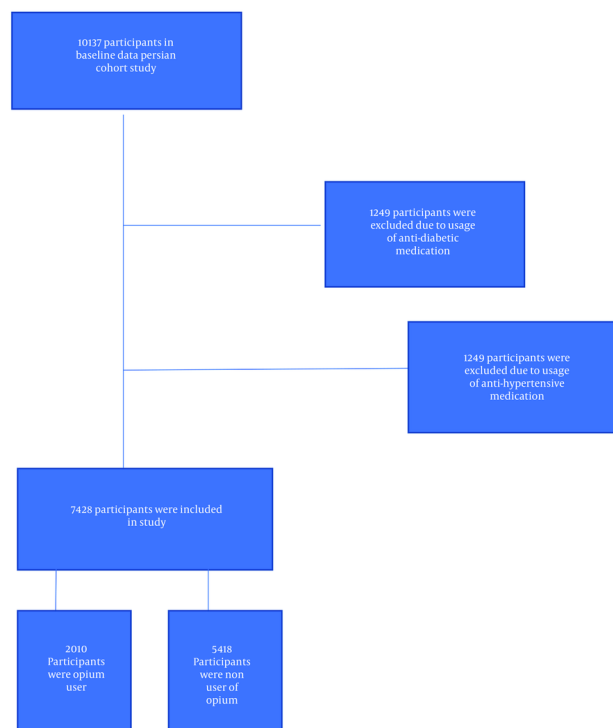 10137 participants in
baseline data persian
cohort study
1249 participants were
excluded due to usage
of anti-diabetic
medication
1249 participants were
excluded due to usage
of anti-hypertensive
medication
7428 participants were included
in study
2010
Participants
were opium
user
5418
Participants
were non
user of
opium